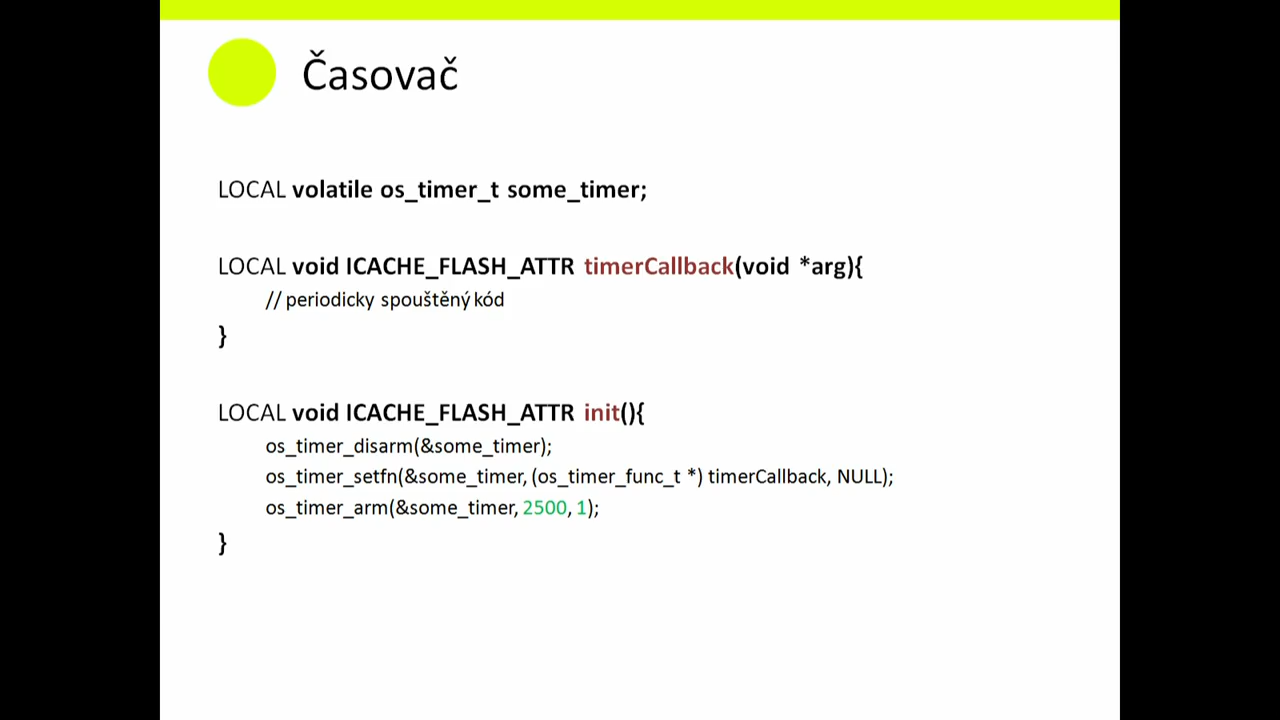 Časovač
LOCAL volatile os_timer_t some_timer;
LOCAL void ICACHE_FLASH_ATTR timerCallback(void *arg){
// periodicky spouštěný kód
}
LOCAL void ICACHE_FLASH_ATTR init(){
os_timer_disarm(&some_timer);
os_timer_setfn(&some_timer, (os_timer_func_t *) timerCallback, NULL);
os_timer_arm(&some_timer, 2500, 1);
}